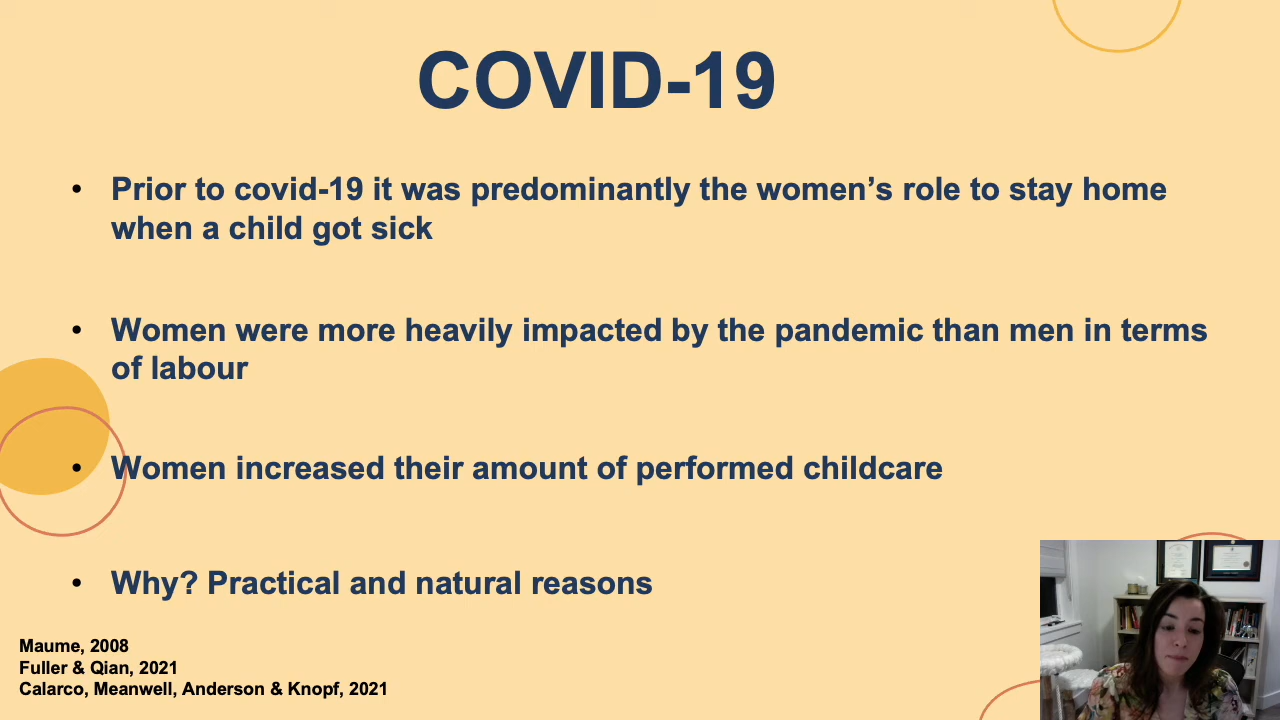 COVID-19
• Prior to covid-19 it was predominantly the women’s role to stay home
when a child got sick
• Women were more heavily impacted by the pandemic than men in terms
of labour
• Women increased their amount of performed childcare
• Why? Practical and natural reasons
Maume, 2008
Fuller & Qian, 2021
Calarco, Meanwell, Anderson & Knopf, 2021